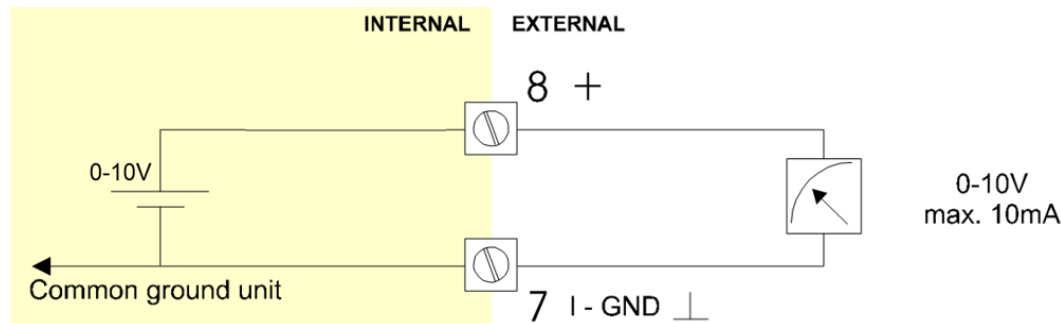 INTERNAL EXTERNAL
8 +
0-10V
0-10V
max. 10mA
Common ground unit
7 I - GND ⊥